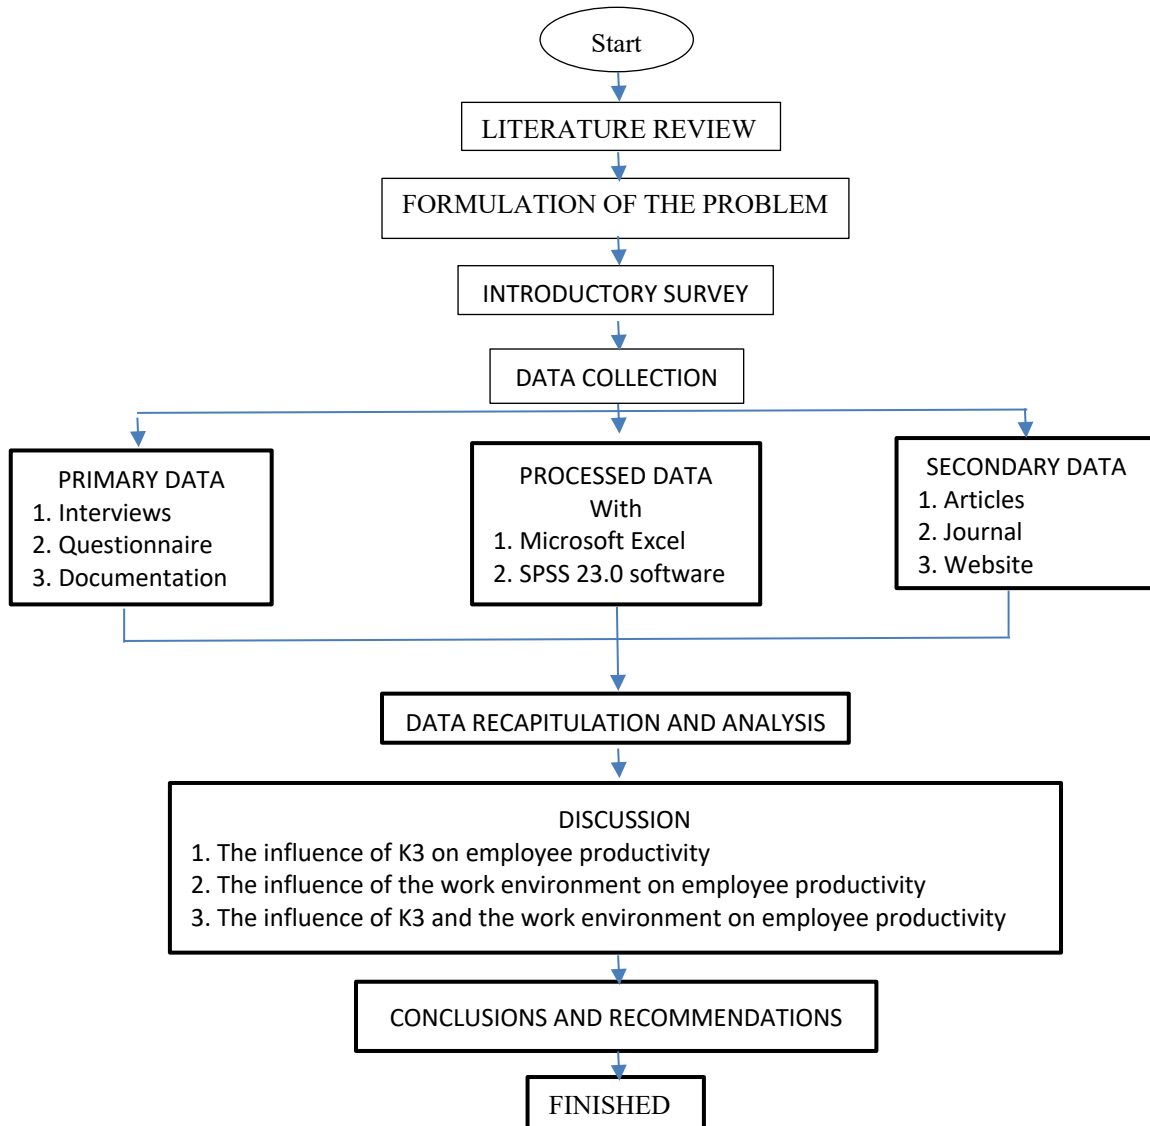 Start
LITERATURE REVIEW
FORMULATION OF THE PROBLEM
INTRODUCTORY SURVEY
DATA COLLECTION
PRIMARY DATA
1. Interviews
2. Questionnaire
3. Documentation
PROCESSED DATA
With
1. Microsoft Excel
2. SPSS 23.0 software
SECONDARY DATA
1. Articles
2. Journal
3. Website
DATA RECAPITULATION AND ANALYSIS
DISCUSSION
1. The influence of K3 on employee productivity
2. The influence of the work environment on employee productivity
3. The influence of K3 and the work environment on employee productivity
CONCLUSIONS AND RECOMMENDATIONS
FINISHED